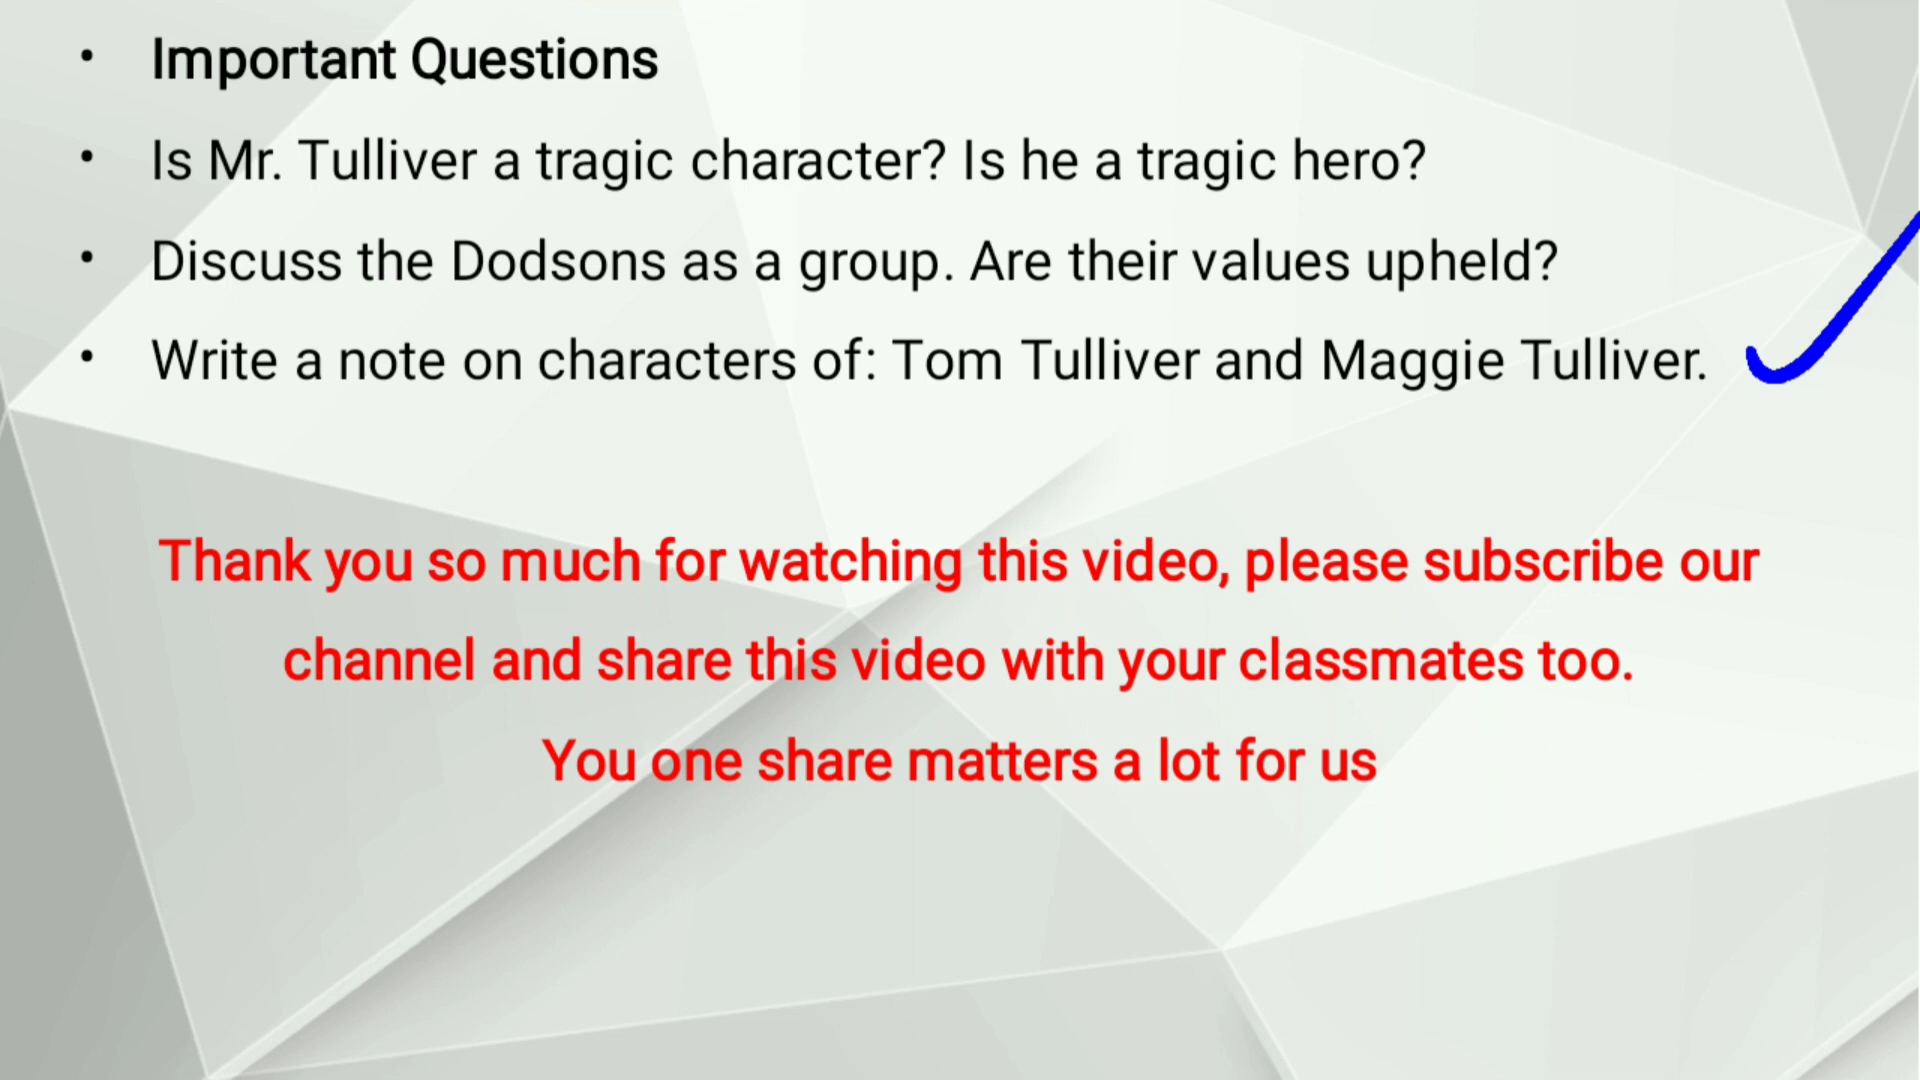 • Important Questions
• Is Mr. Tulliver a tragic character? Is he a tragic hero?
• Discuss the Dodsons as a group. Are their values upheld?
• Write a note on characters of: Tom Tulliver and Maggie Tulliver.
Thank you so much for watching this video, please subscribe our
channel and share this video with your classmates too.
You one share matters a lot for us